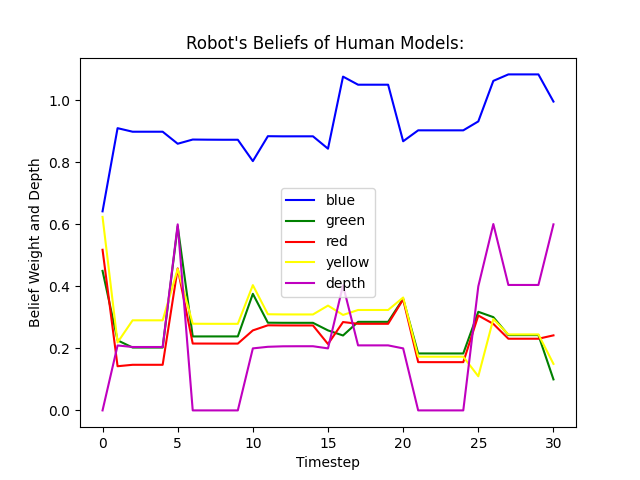 Robot's Beliefs of Human Models:
Belief Weight and Depth
1.0
0.8
0.6
0.4
0.2
0.0
blue
green
red
yellow
depth
0 5 10 15 20 25 30
Timestep